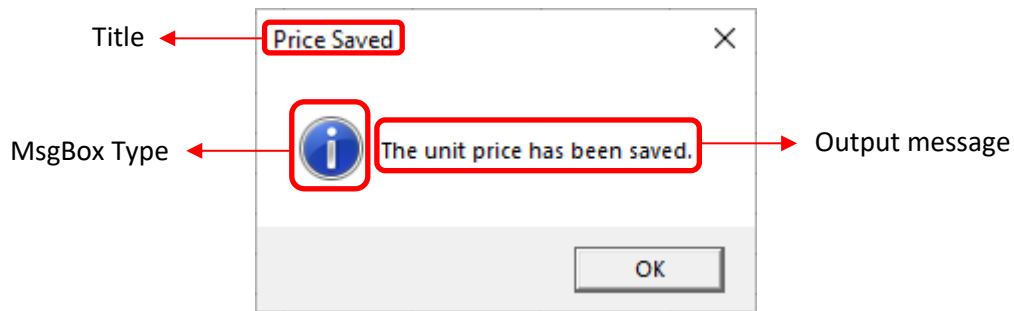 Title
Price Saved
MsgBox Type
The unit price has been saved.
Output message
OK